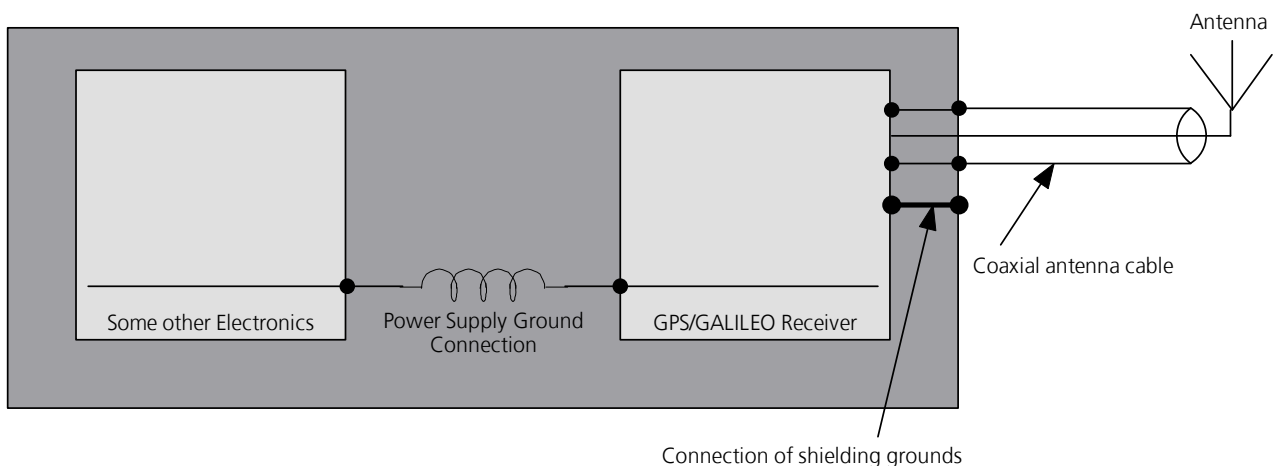 Antenna
Coaxial antenna cable
Some other Electronics
Power Supply Ground
Connection
GPS/GALILEO Receiver
Connection of shielding grounds